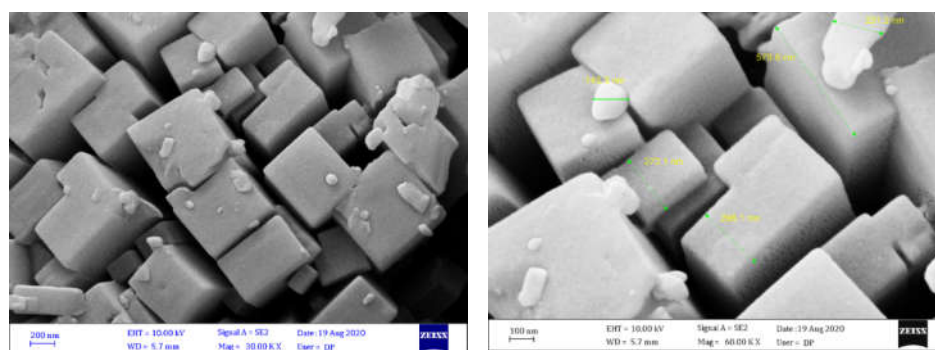 200 nm
EHT = 10.00 kV
Signal A = SE2
Date :19 Aug 2020
ZEISS
WD = 5.7 mm
Mag = 30.00 K X
User = DP
100 nm
EHT = 10.00 kV
Signal A = SE2
Date :19 Aug 2020
ZEISS
WD = 5.7 mm
Mag = 60.00 K X
User = DP